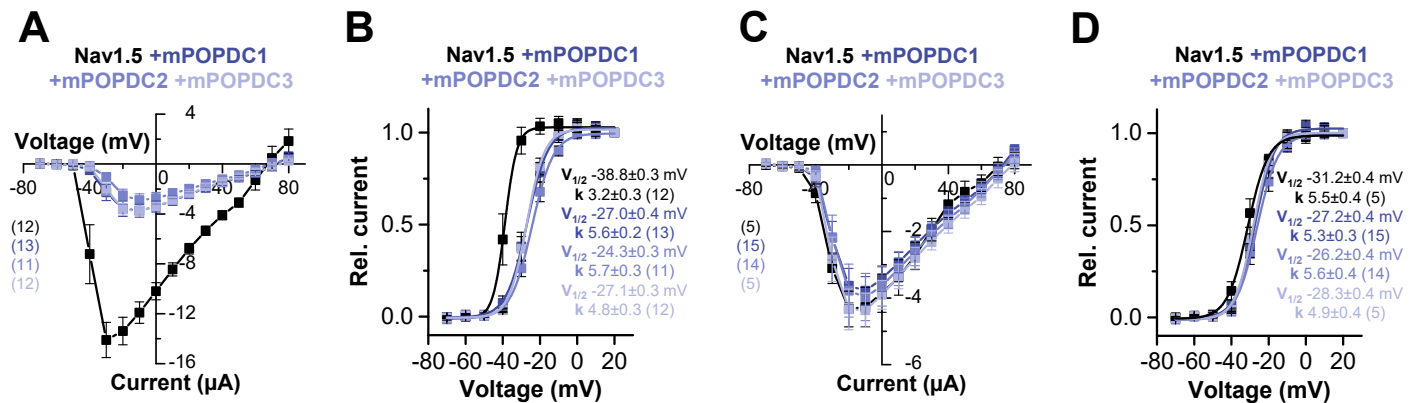 A
Nav1.5 +mPOPDC1
+mPOPDC2 +mPOPDC3
Voltage (mV)
4
-80
-40
40
80
-4
-8
-12
-16
(12)
(13)
(11)
(12)
Current (µA)
B
Nav1.5 +mPOPDC1
+mPOPDC2 +mPOPDC3
Rel. current
1.0
0.5
0.0
V1/2 -38.8±0.3 mV
k 3.2±0.3 (12)
V1/2 -27.0±0.4 mV
k 5.6±0.2 (13)
V1/2 -24.3±0.3 mV
k 5.7±0.3 (11)
V1/2 -27.1±0.3 mV
k 4.8±0.3 (12)
-80 -60 -40 -20 0 20
Voltage (mV)
C
Nav1.5 +mPOPDC1
+mPOPDC2 +mPOPDC3
Voltage (mV)
2
-80
-40
40
80
-2
-4
-6
(5)
(15)
(14)
(5)
Current (µA)
D
Nav1.5 +mPOPDC1
+mPOPDC2 +mPOPDC3
Rel. current
1.0
0.5
0.0
V1/2 -31.2±0.4 mV
k 5.5±0.4 (5)
V1/2 -27.2±0.4 mV
k 5.3±0.3 (15)
V1/2 -26.2±0.4 mV
k 5.6±0.4 (14)
V1/2 -28.3±0.4 mV
k 4.9±0.4 (5)
-80 -60 -40 -20 0 20
Voltage (mV)